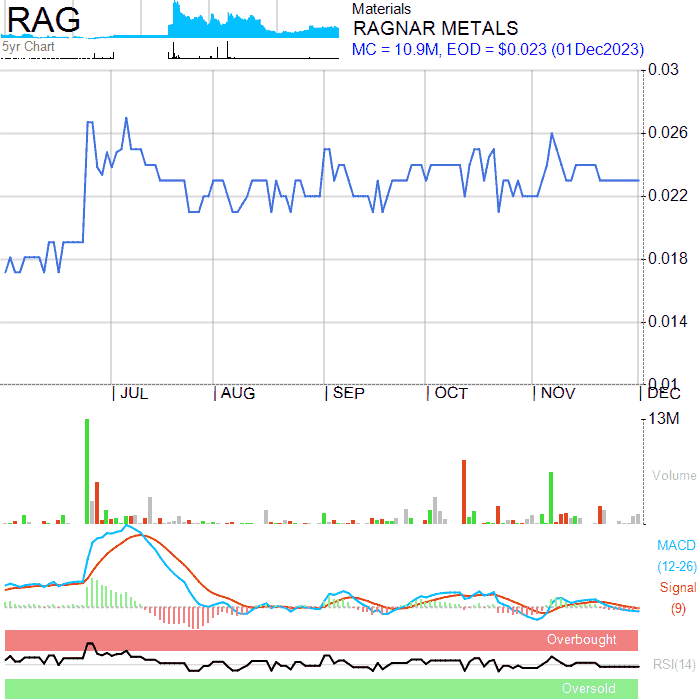 RAG
5yr Chart
Materials
RAGNAR METALS
MC = 10.9M, EOD = $0.023 (01Dec2023)
0.03
0.026
0.022
0.018
0.014
0.01
JUL
AUG
SEP
OCT
NOV
DEC
13M
Volume
MACD
(12-26)
Signal
(9)
Overbought
RSI(14)
Oversold